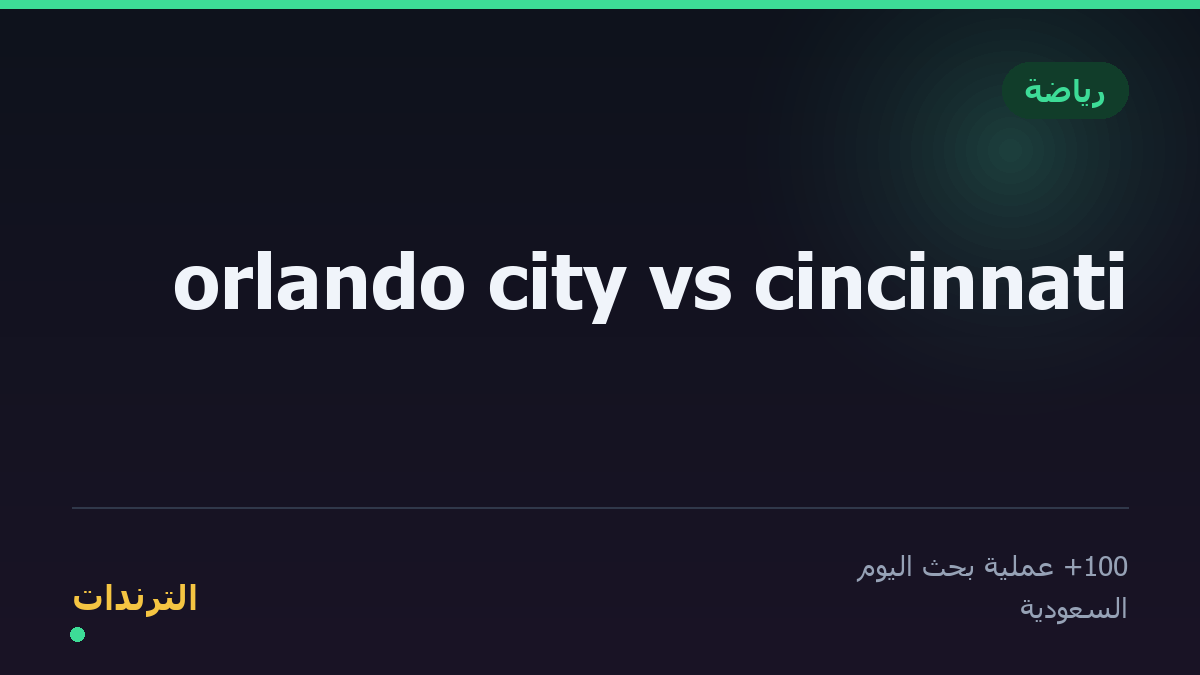 رياضة
orlando city vs cincinnati
100+ عملية بحث اليوم
السعودية
الترندات